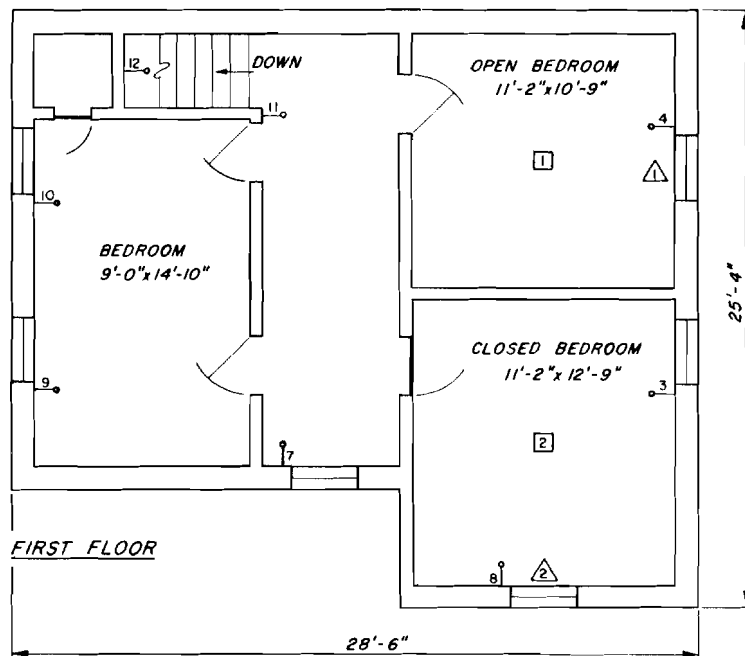 12
DOWN
OPEN BEDROOM
11'-2"x10'-9"
11
4
1
1
10
BEDROOM
9'-0"x14'-10"
25'-4"
CLOSED BEDROOM
11'-2"x 12'-9"
9
3
2
7
FIRST FLOOR
8
2
28'-6"